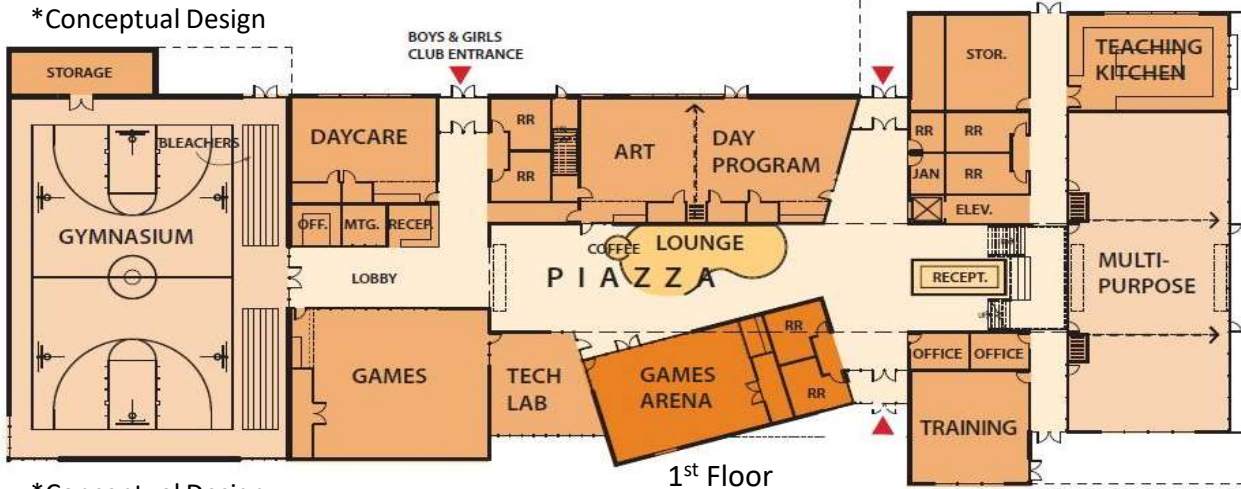 *Conceptual Design
BOYS & GIRLS
CLUB ENTRANCE
STORAGE
STOR.
TEACHING
KITCHEN
BLEACHERS
DAYCARE
RR
RR
ART
DAY
PROGRAM
RR
RR
JAN
RR
ELEV.
OFF.
MTG.
RECEP.
GYMNASIUM
LOBBY
COFFEE
LOUNGE
PIAZZA
RECEPT.
MULTI-
PURPOSE
GAMES
TECH
LAB
GAMES
ARENA
RR
RR
OFFICE
OFFICE
TRAINING
1st Floor
*Conceptual Design